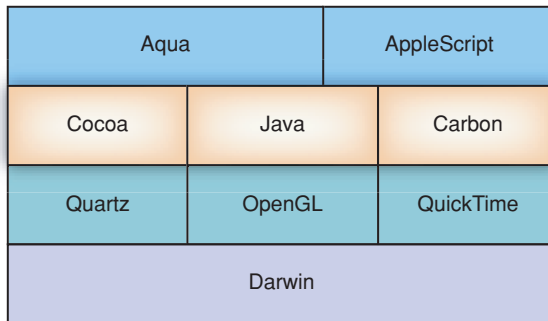 Aqua AppleScript
Cocoa Java Carbon
Quartz OpenGL QuickTime
Darwin